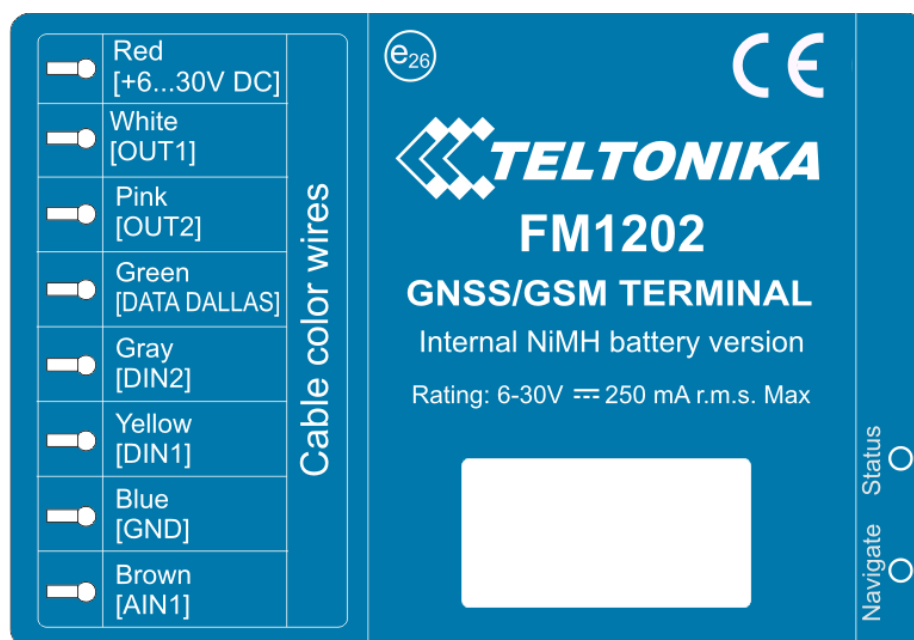 Red
[+6...30V DC]
White
[OUT1]
Pink
[OUT2]
Green
[DATA DALLAS]
Gray
[DIN2]
Yellow
[DIN1]
Blue
[GND]
Brown
[AIN1]
Cable color wires
e26
CE
TELTONIKA
FM1202
GNSS/GSM TERMINAL
Internal NiMH battery version
Rating: 6-30V ⎓ 250 mA r.m.s. Max
Status
Navigate